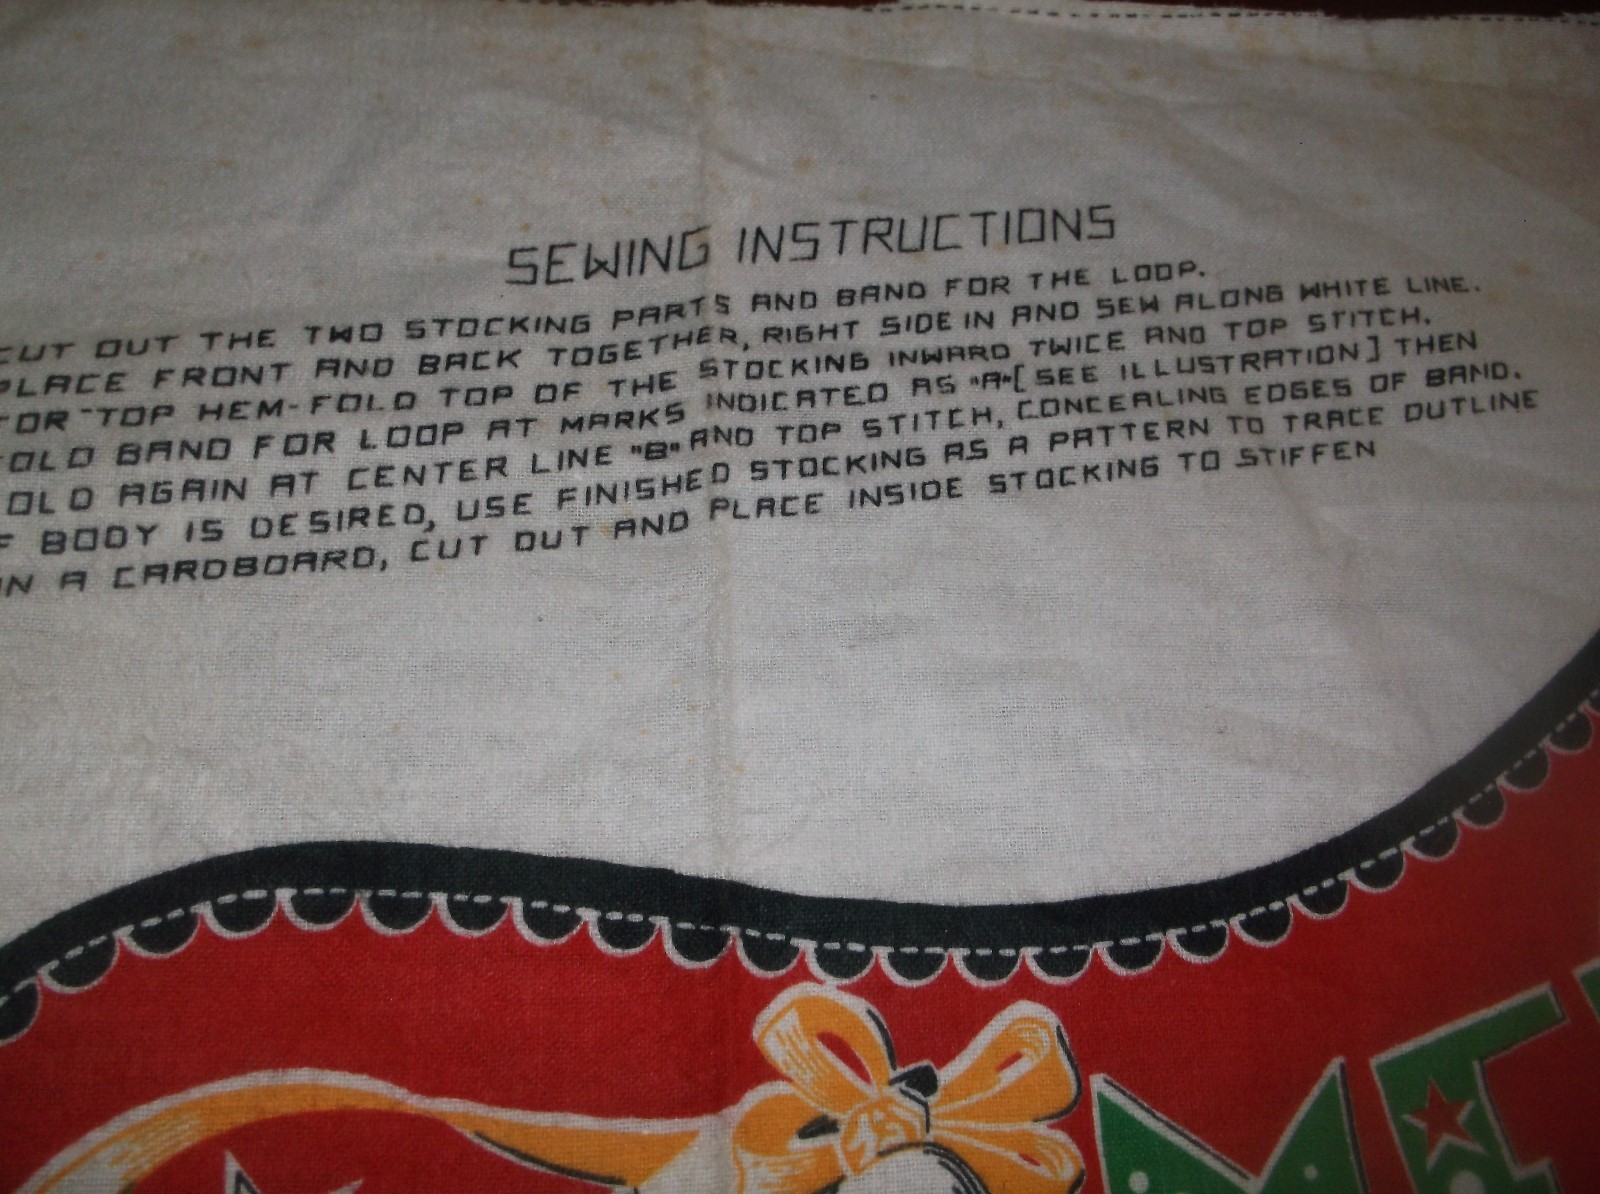 SEWING INSTRUCTIONS
CUT OUT THE TWO STOCKING PARTS AND BAND FOR THE LOOP.
PLACE FRONT AND BACK TOGETHER, RIGHT SIDE IN AND SEW ALONG WHITE LINE.
FOR TOP HEM-FOLD TOP OF THE STOCKING INWARD TWICE AND TOP STITCH.
OLD BAND FOR LOOP AT MARKS INDICATED AS "A"[SEE ILLUSTRATION] THEN
OLD AGAIN AT CENTER LINE "B" AND TOP STITCH, CONCEALING EDGES OF BAND.
F BODY IS DESIRED, USE FINISHED STOCKING AS A PATTERN TO TRACE OUTLINE
N A CARDBOARD, CUT OUT AND PLACE INSIDE STOCKING TO STIFFEN
ME